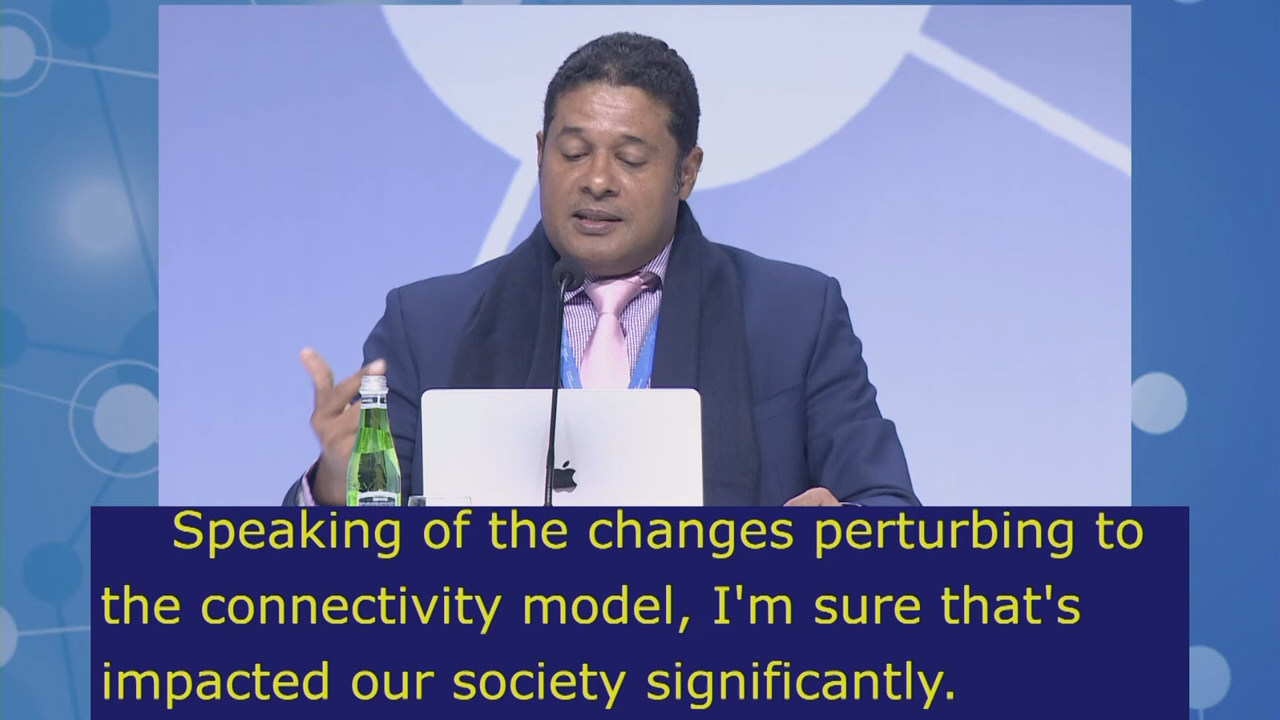 Speaking of the changes perturbing to
the connectivity model, I'm sure that's
impacted our society significantly.